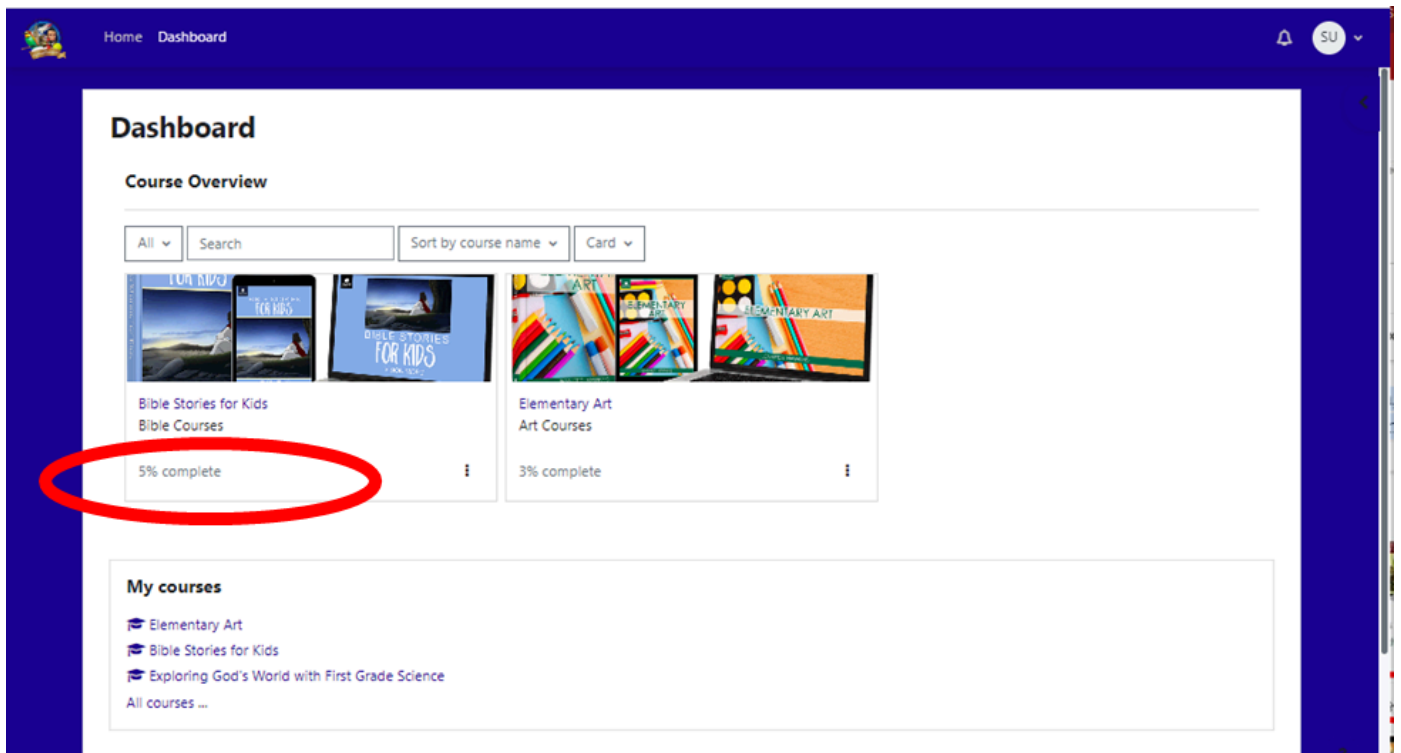 Home Dashboard
SU
Dashboard
Course Overview
All Search Sort by course name Card
FOR KIDS
FOR KIDS
BIBLE STORIES
FOR KIDS
ART
ELEMENTARY
ART
ELEMENTARY ART
Bible Stories for Kids
Bible Courses
5% complete
Elementary Art
Art Courses
3% complete
My courses
Elementary Art
Bible Stories for Kids
Exploring God's World with First Grade Science
All courses ...